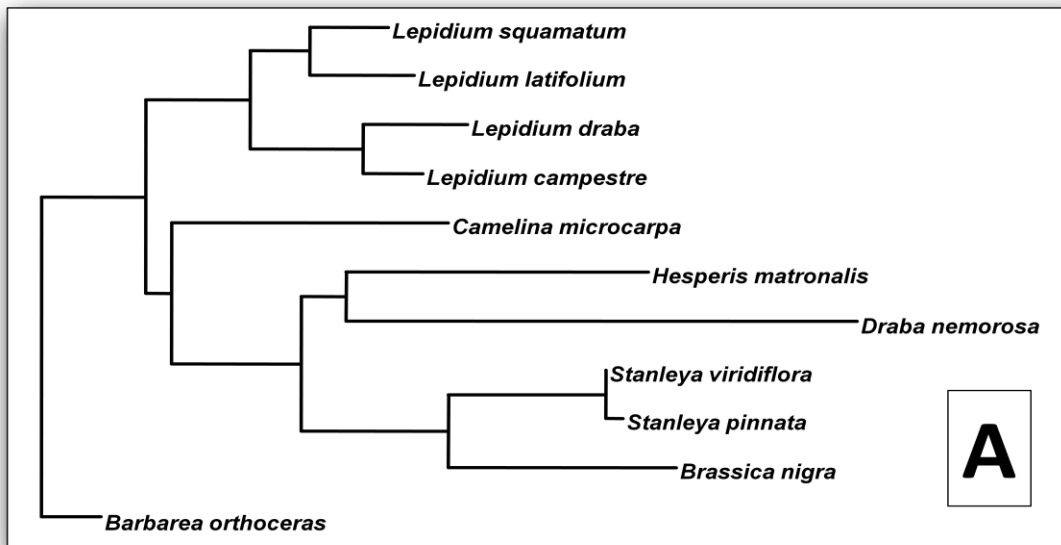 Lepidium squamatum
Lepidium latifolium
Lepidium draba
Lepidium campestre
Camelina microcarpa
Hesperis matronalis
Draba nemorosa
Stanleya viridiflora
Stanleya pinnata
Brassica nigra
Barbarea orthoceras
A